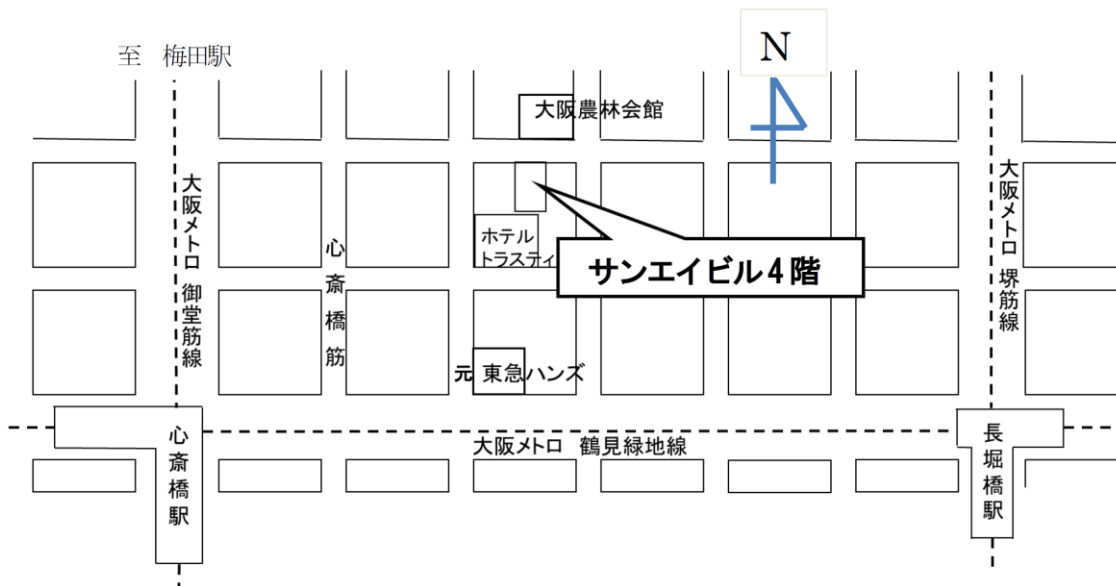 至 梅田駅
N
大阪農林会館
大阪メトロ 御堂筋線
心斎橋筋
ホテル
トラスティ
サンエイビル4階
大阪メトロ 堺筋線
元 東急ハンズ
心斎橋駅
大阪メトロ 鶴見緑地線
長堀橋駅